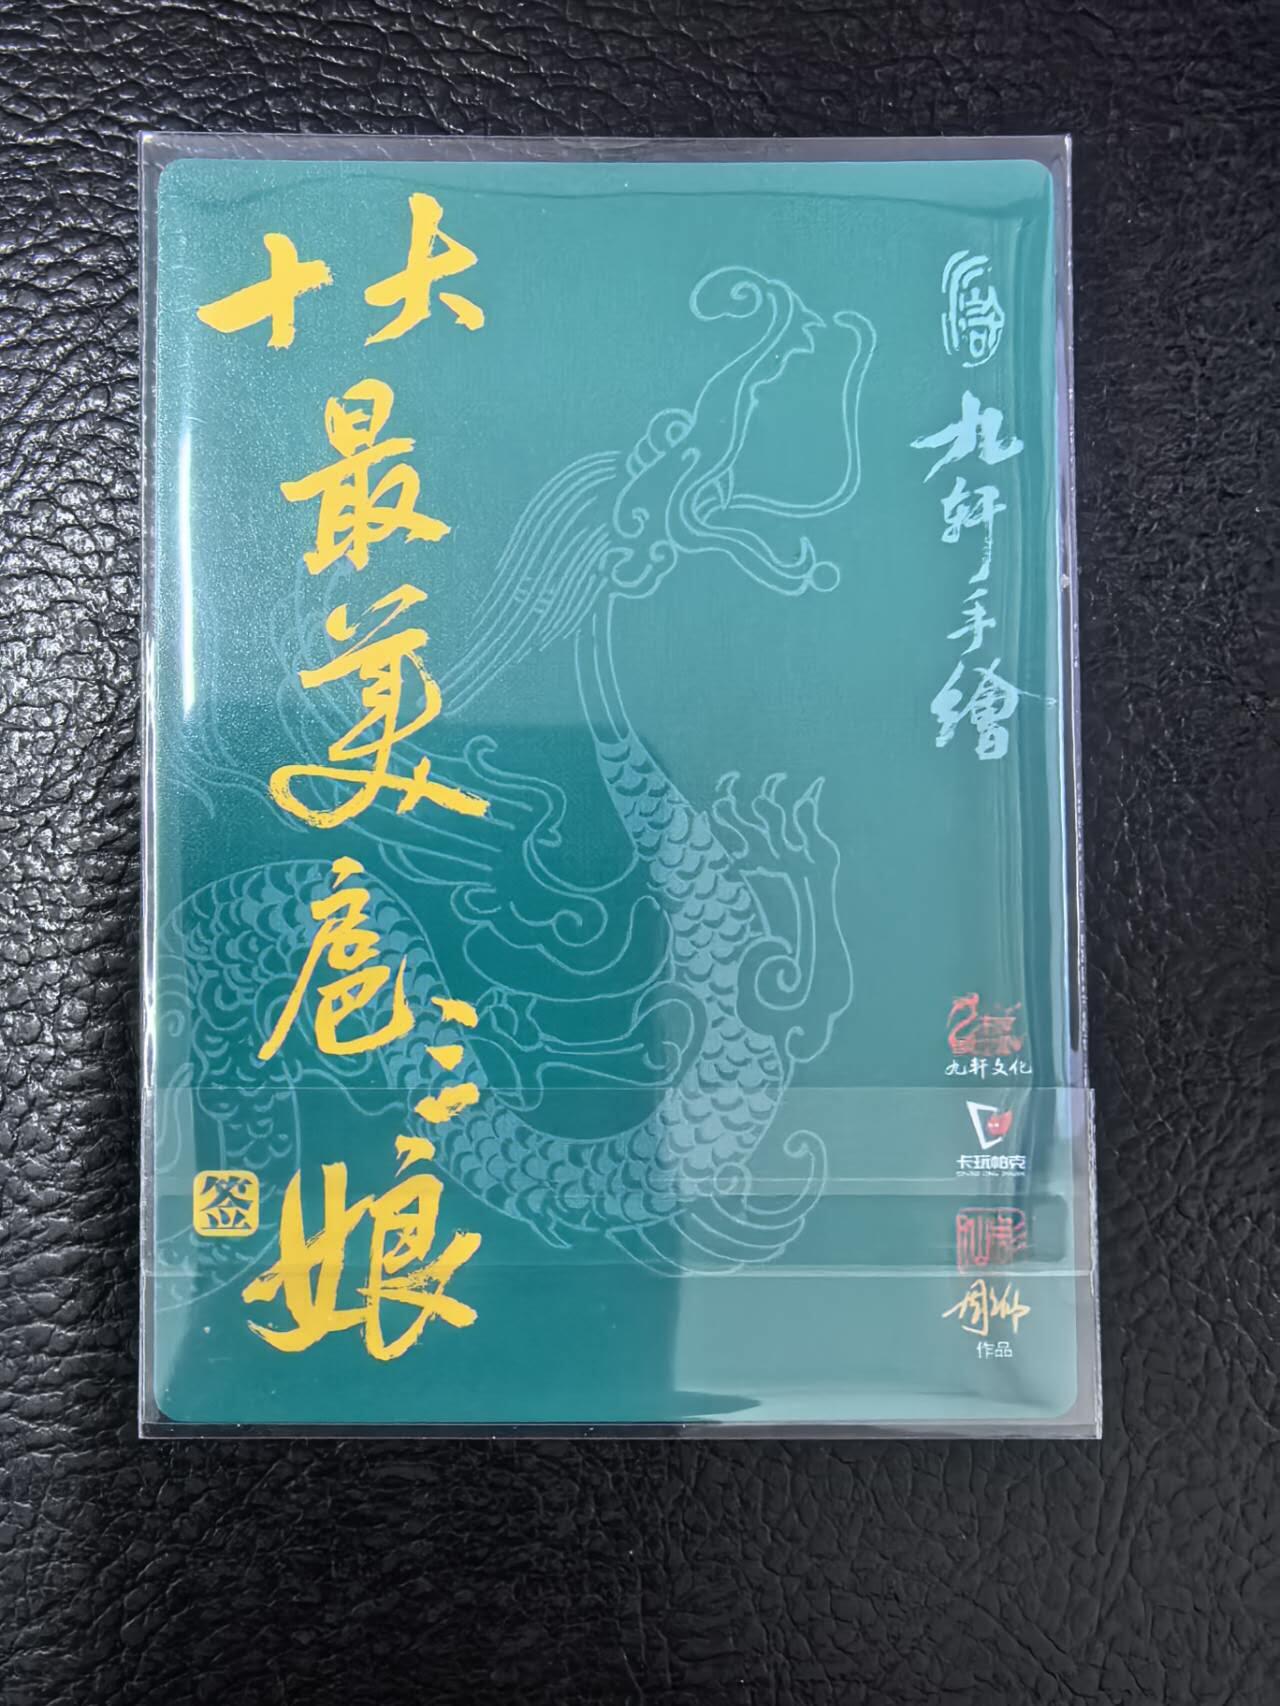 十大
最
美
扈
三
娘
签
九轩手繪
九轩文化
卡玩帕克
作品